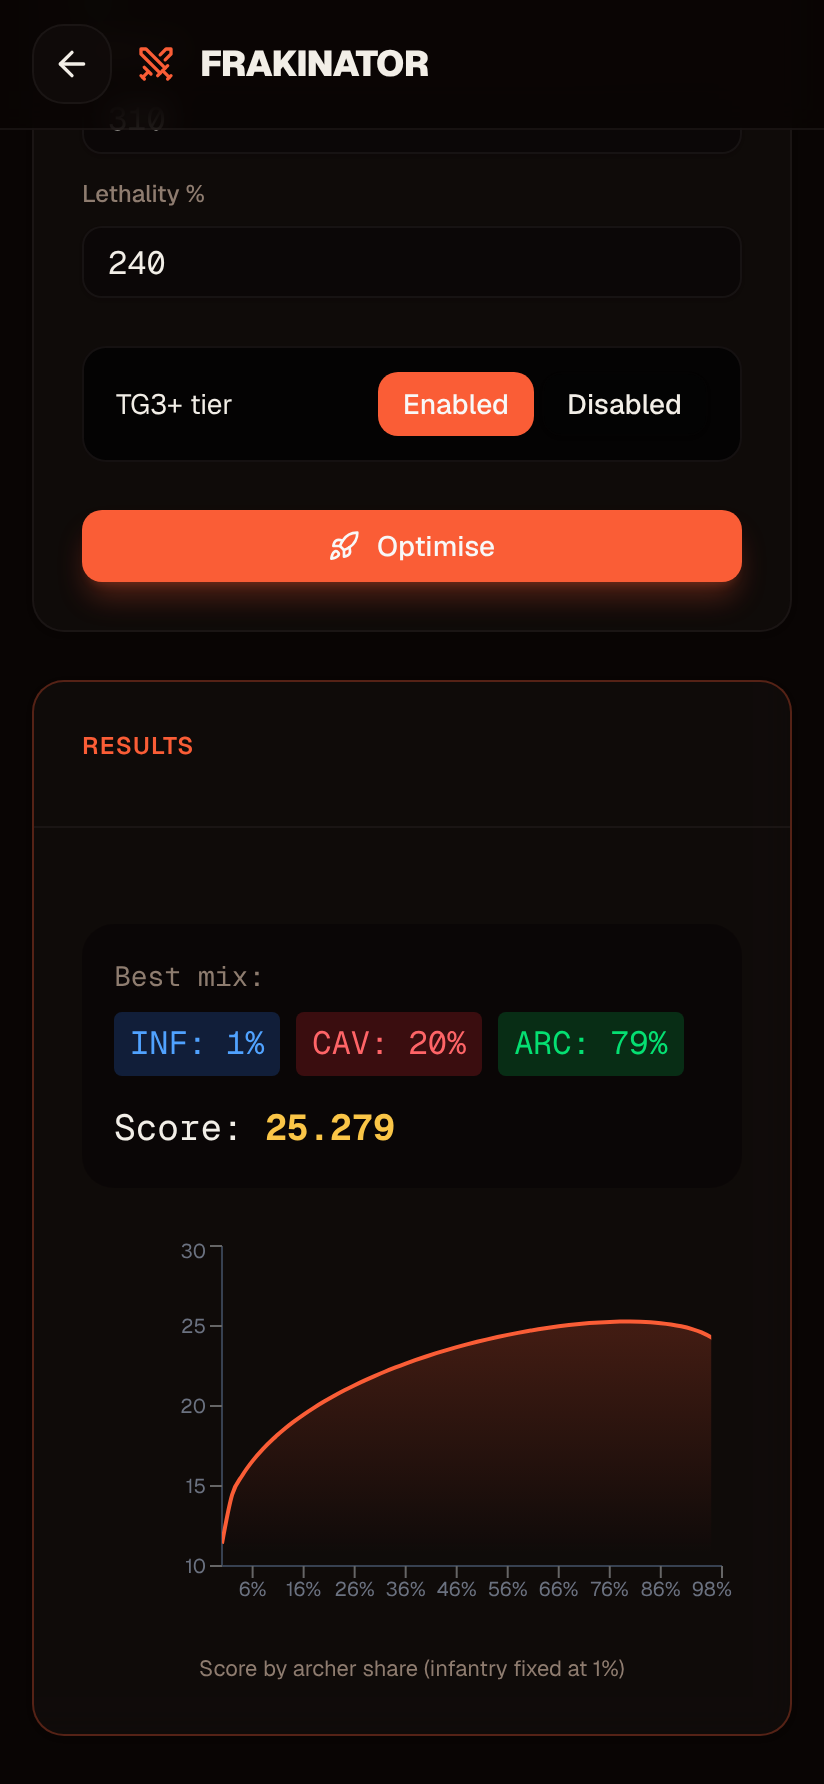 FRAKINATOR
310
Lethality %
240
TG3+ tier
Enabled
Disabled
Optimise
RESULTS
Best mix:
INF: 1%
CAV: 20%
ARC: 79%
Score: 25.279
30
25
20
15
10
6% 16% 26% 36% 46% 56% 66% 76% 86% 98%
Score by archer share (infantry fixed at 1%)